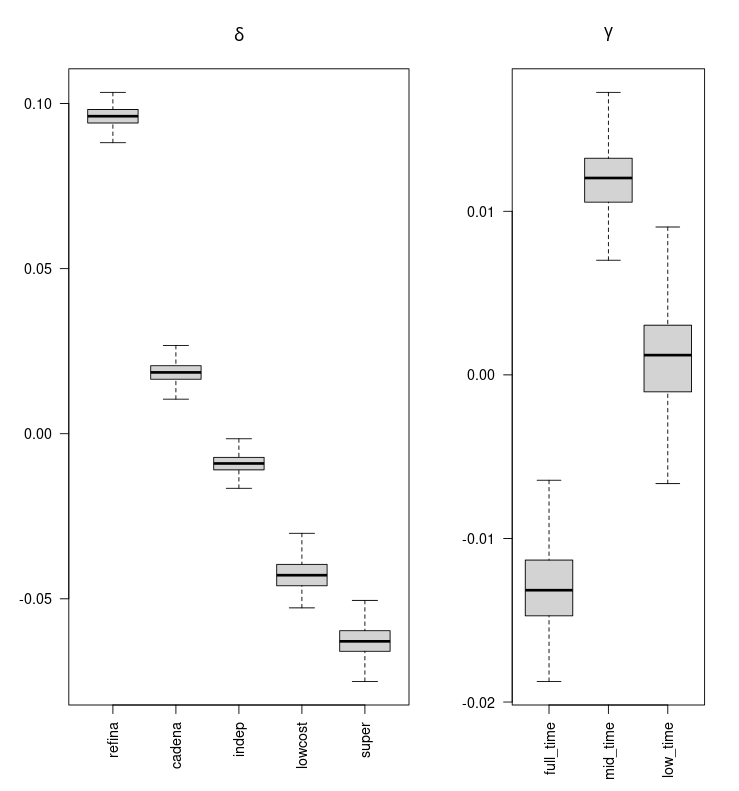 δ
0.10
0.05
0.00
-0.05
refina
cadena
indep
lowcost
super
γ
0.01
0.00
-0.01
-0.02
full_time
mid_time
low_time